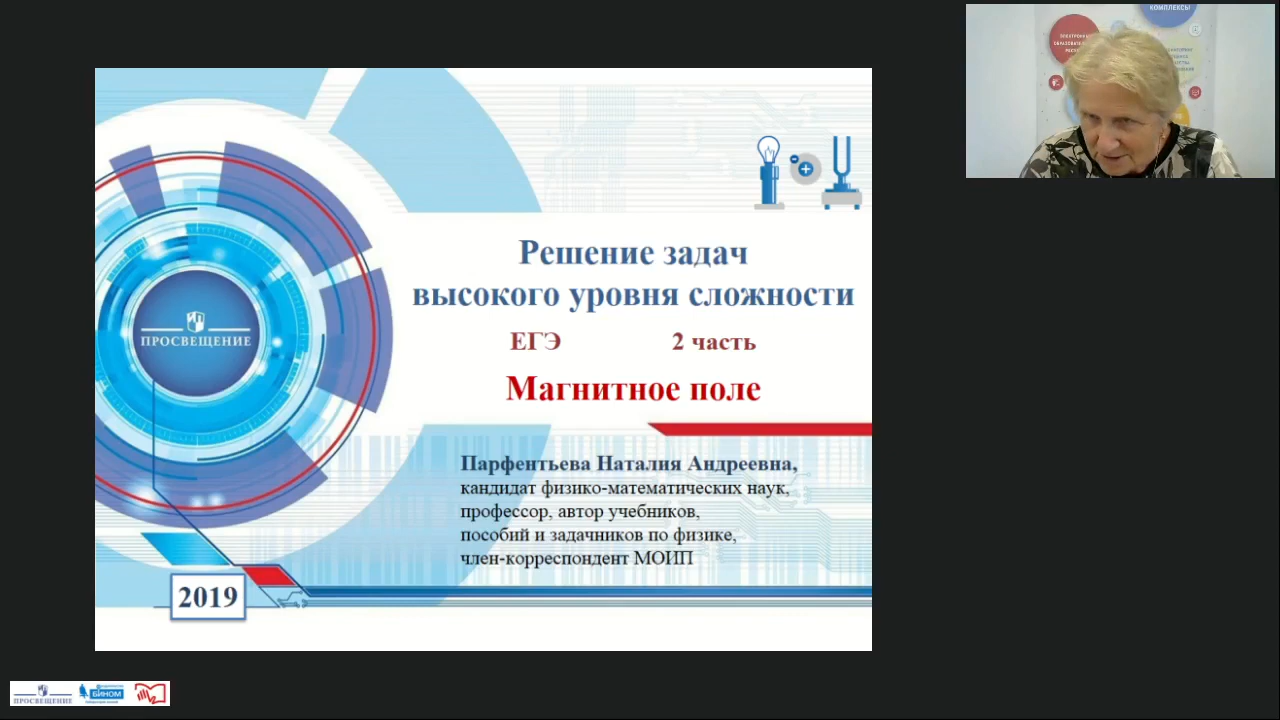 КОМПЛЕКСЫ
Решение задач
высокого уровня сложности
ЕГЭ 2 часть
Магнитное поле
ПРОСВЕЩЕНИЕ
Парфентьева Наталия Андреевна,
кандидат физико-математических наук,
профессор, автор учебников,
пособий и задачников по физике,
член-корреспондент МОИП
2019
ПРОСВЕЩЕНИЕ
БИНОМ